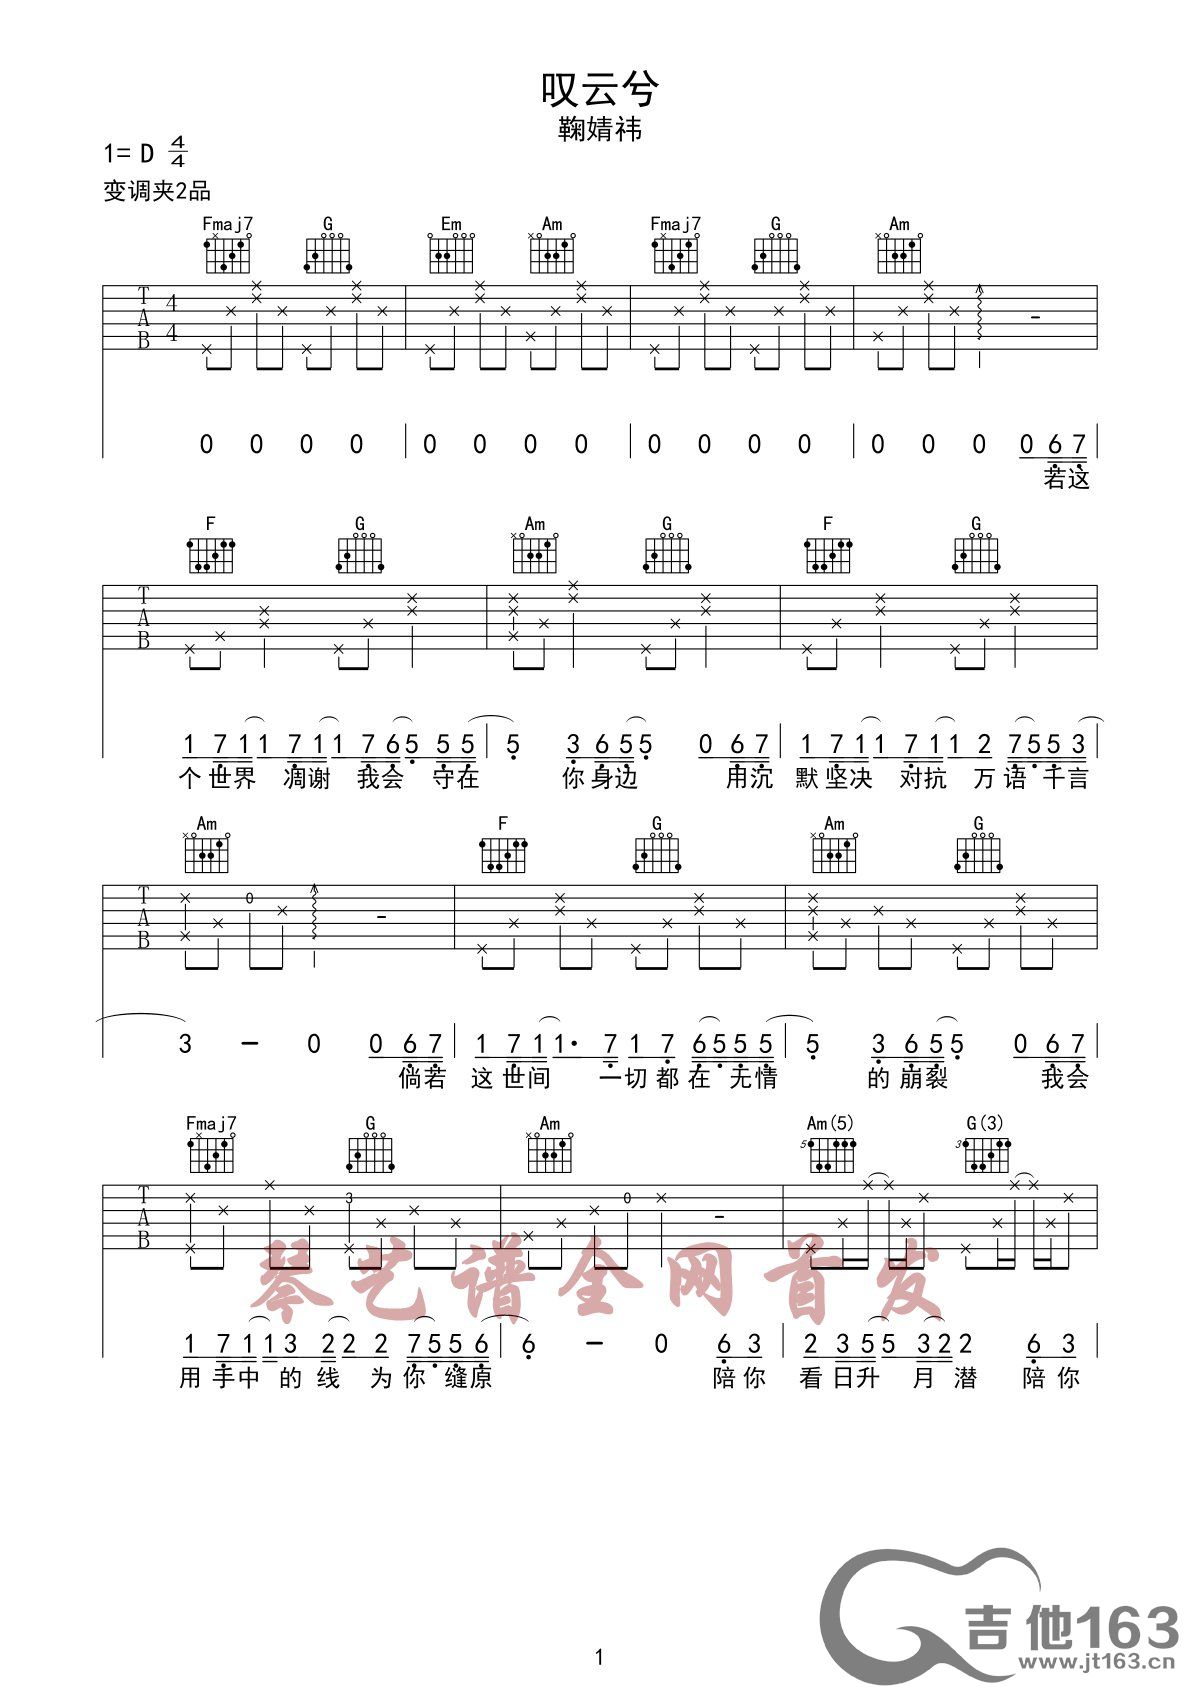 叹云兮
鞠婧祎
1= D 4/4
变调夹2品
Fmaj7 G Em Am Fmaj7 G Am
T A B 4 4
0 0 0 0 0 0 0 0 0 0 0 0 0 0 0 0 6 7
若这
F G Am G F G
T A B
1 7 1 1 7 1 1 7 6 5 5 5 5 3 6 5 5 0 6 7 1 7 1 1 7 1 1 2 7 5 5 3
个世界 凋谢 我会 守在 你身边 用沉 默坚决 对抗 万语千言
Am F G Am G
T A B 0
3 - 0 0 6 7 1 7 1 1· 7 1 7 6 5 5 5 5 3 6 5 5 0 6 7
倘若 这世间 一切都在无情 的崩裂 我会
Fmaj7 G Am Am(5) G(3)
5 3
T A B 3 0
琴艺谱全网首发
1 7 1 1 3 2 2 2 7 5 5 6 6 - 0 6 3 2 3 5 5 3 2 2 6 3
用手中的线 为你缝原 陪你 看日升 月潜 陪你
吉他163
www.jt163.cn
1